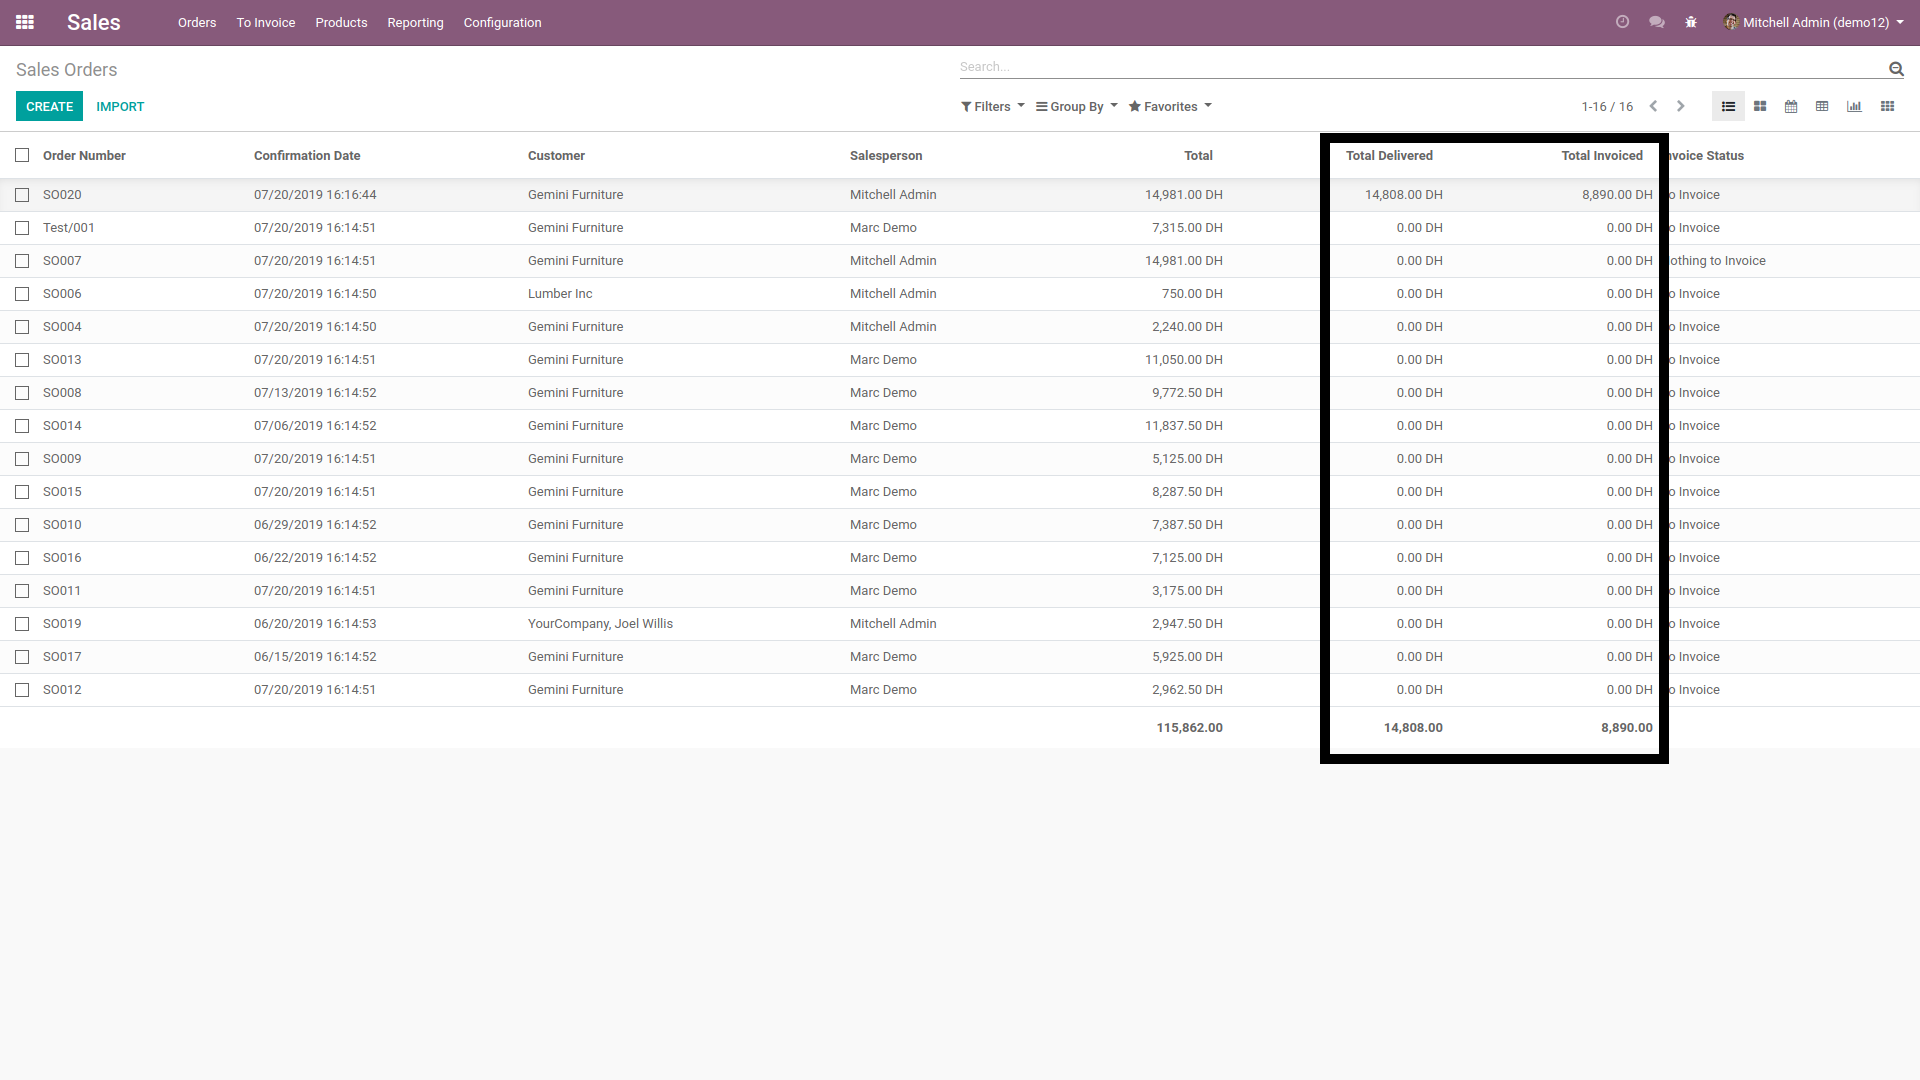 Sales Orders To Invoice Products Reporting Configuration Mitchell Admin (demo12)
Sales Orders Search...
CREATE IMPORT Filters Group By Favorites 1-16 / 16
Order Number Confirmation Date Customer Salesperson Total Total Delivered Total Invoiced nvoice Status
SO020 07/20/2019 16:16:44 Gemini Furniture Mitchell Admin 14,981.00 DH 14,808.00 DH 8,890.00 DH o Invoice
Test/001 07/20/2019 16:14:51 Gemini Furniture Marc Demo 7,315.00 DH 0.00 DH 0.00 DH o Invoice
SO007 07/20/2019 16:14:51 Gemini Furniture Mitchell Admin 14,981.00 DH 0.00 DH 0.00 DH othing to Invoice
SO006 07/20/2019 16:14:50 Lumber Inc Mitchell Admin 750.00 DH 0.00 DH 0.00 DH o Invoice
SO004 07/20/2019 16:14:50 Gemini Furniture Mitchell Admin 2,240.00 DH 0.00 DH 0.00 DH o Invoice
SO013 07/20/2019 16:14:51 Gemini Furniture Marc Demo 11,050.00 DH 0.00 DH 0.00 DH o Invoice
SO008 07/13/2019 16:14:52 Gemini Furniture Marc Demo 9,772.50 DH 0.00 DH 0.00 DH o Invoice
SO014 07/06/2019 16:14:52 Gemini Furniture Marc Demo 11,837.50 DH 0.00 DH 0.00 DH o Invoice
SO009 07/20/2019 16:14:51 Gemini Furniture Marc Demo 5,125.00 DH 0.00 DH 0.00 DH o Invoice
SO015 07/20/2019 16:14:51 Gemini Furniture Marc Demo 8,287.50 DH 0.00 DH 0.00 DH o Invoice
SO010 06/29/2019 16:14:52 Gemini Furniture Marc Demo 7,387.50 DH 0.00 DH 0.00 DH o Invoice
SO016 06/22/2019 16:14:52 Gemini Furniture Marc Demo 7,125.00 DH 0.00 DH 0.00 DH o Invoice
SO011 07/20/2019 16:14:51 Gemini Furniture Marc Demo 3,175.00 DH 0.00 DH 0.00 DH o Invoice
SO019 06/20/2019 16:14:53 YourCompany, Joel Willis Mitchell Admin 2,947.50 DH 0.00 DH 0.00 DH o Invoice
SO017 06/15/2019 16:14:52 Gemini Furniture Marc Demo 5,925.00 DH 0.00 DH 0.00 DH o Invoice
SO012 07/20/2019 16:14:51 Gemini Furniture Marc Demo 2,962.50 DH 0.00 DH 0.00 DH o Invoice
115,862.00 14,808.00 8,890.00